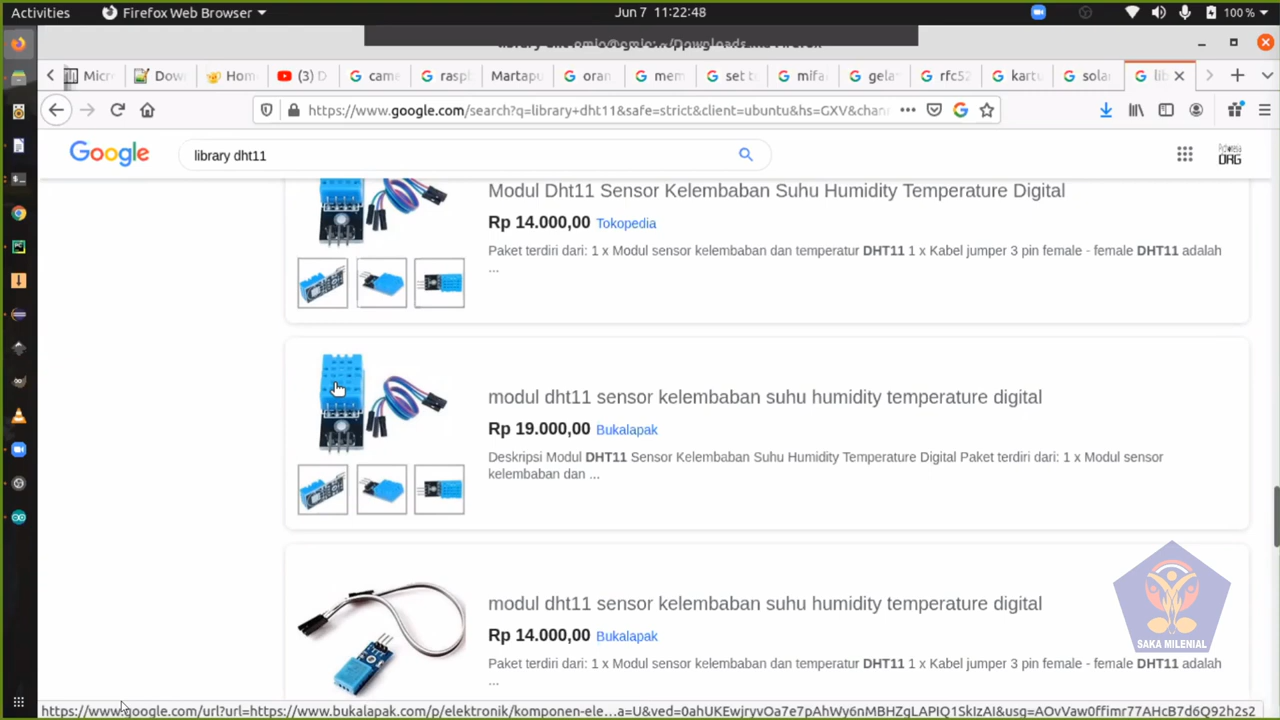 Activities
Firefox Web Browser
Jun 7 11:22:48
100 %
omio@omio: ~/Downloads
Micro
Dow
Hom
(3) D
came
rasp
Martapu
oran
mem
set b
mifa
gela
rfc52
kartu
sola
lib
https://www.google.com/search?q=library+dht11&safe=strict&client=ubuntu&hs=GXV&chan
Google
library dht11
Modul Dht11 Sensor Kelembaban Suhu Humidity Temperature Digital
Rp 14.000,00 Tokopedia
Paket terdiri dari: 1 x Modul sensor kelembaban dan temperatur DHT11 1 x Kabel jumper 3 pin female - female DHT11 adalah
...
modul dht11 sensor kelembaban suhu humidity temperature digital
Rp 19.000,00 Bukalapak
Deskripsi Modul DHT11 Sensor Kelembaban Suhu Humidity Temperature Digital Paket terdiri dari: 1 x Modul sensor
kelembaban dan ...
modul dht11 sensor kelembaban suhu humidity temperature digital
Rp 14.000,00 Bukalapak
Paket terdiri dari: 1 x Modul sensor kelembaban dan temperatur DHT11 1 x Kabel jumper 3 pin female - female DHT11 adalah
...
SAKA MILENIAL
https://www.google.com/url?url=https://www.bukalapak.com/p/elektronik/komponen-ele...a=U&ved=0ahUKEwjryvOa7e7pAhWy6nMBHZgLAPIQ1SkIzAI&usg=AOvVaw0ffimr77AHcB7d6Q92h2s2